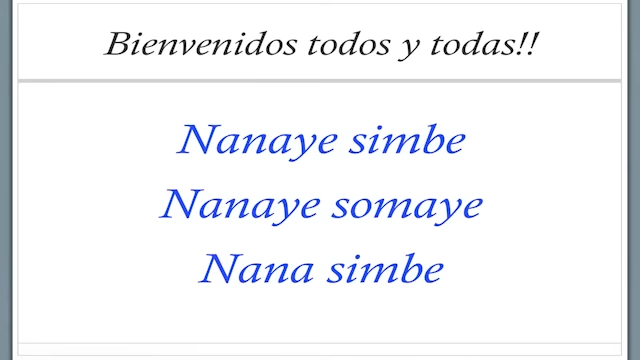 Bienvenidos todos y todas!!
Nanaye simbe
Nanaye somaye
Nana simbe